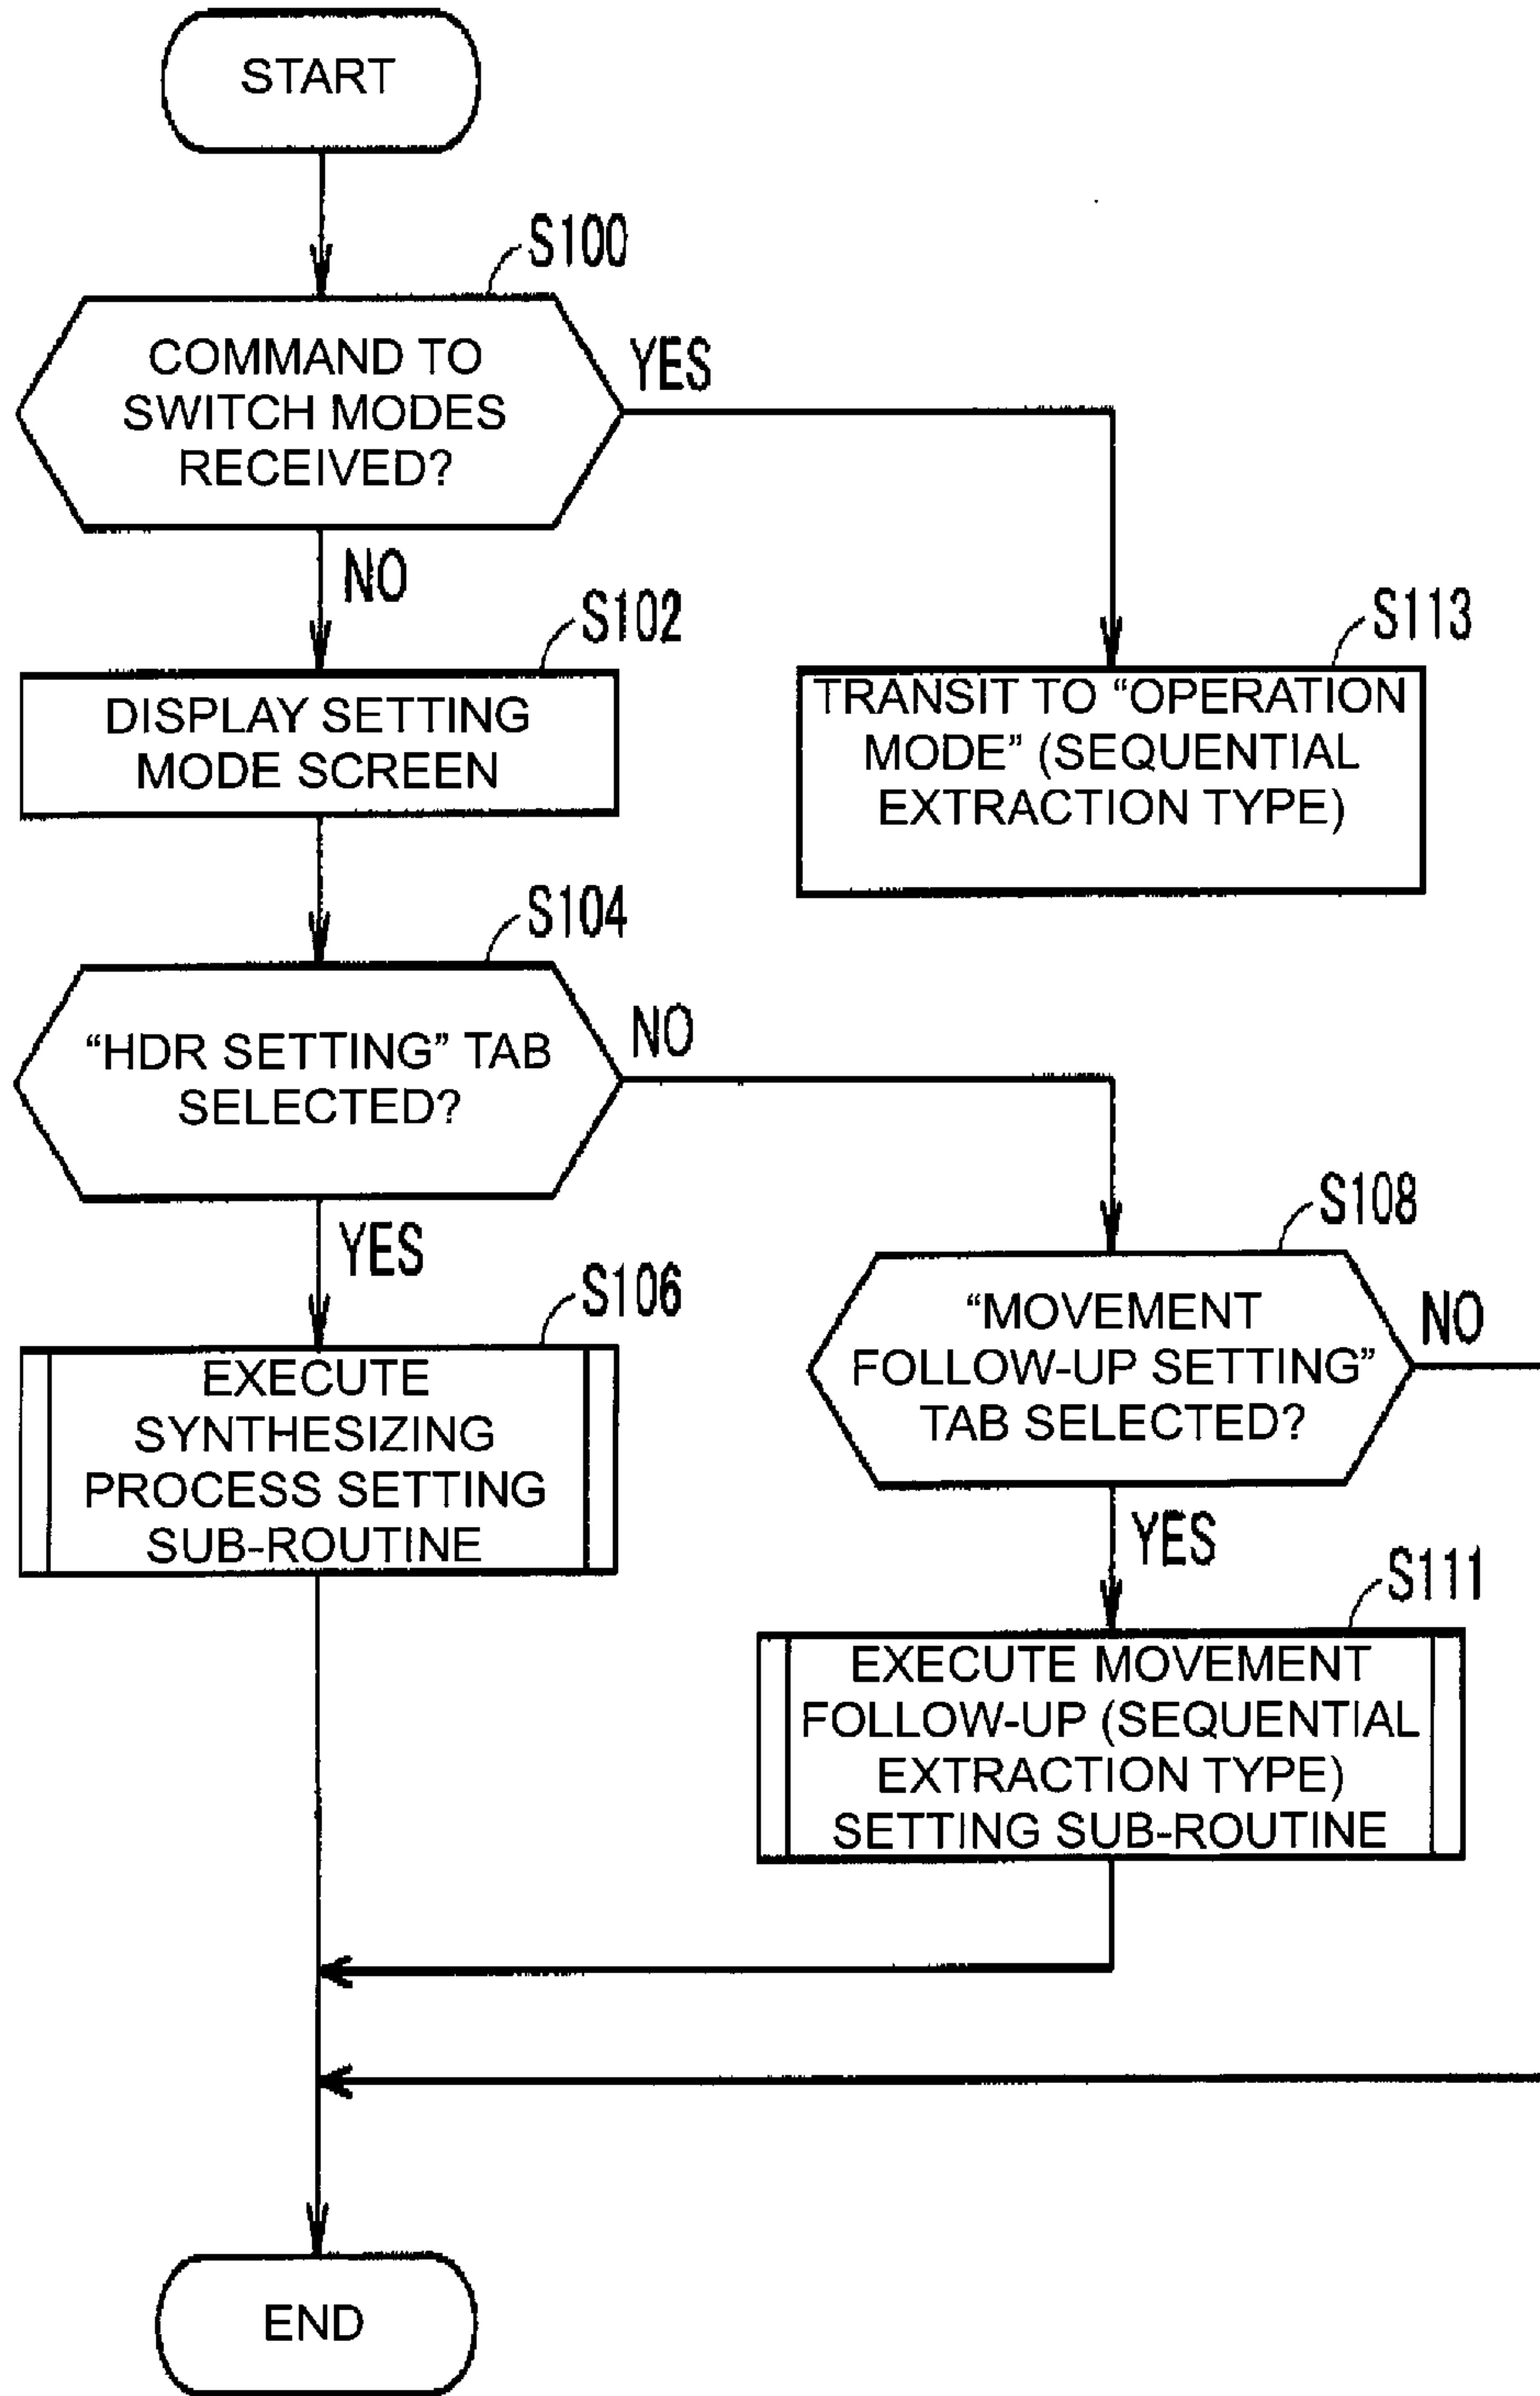 START
S100
COMMAND TO
SWITCH MODES
RECEIVED?
YES
NO
S102
DISPLAY SETTING
MODE SCREEN
S113
TRANSIT TO “OPERATION
MODE” (SEQUENTIAL
EXTRACTION TYPE)
S104
“HDR SETTING” TAB
SELECTED?
NO
YES
S106
EXECUTE
SYNTHESIZING
PROCESS SETTING
SUB-ROUTINE
S108
“MOVEMENT
FOLLOW-UP SETTING”
TAB SELECTED?
NO
YES
S111
EXECUTE MOVEMENT
FOLLOW-UP (SEQUENTIAL
EXTRACTION TYPE)
SETTING SUB-ROUTINE
END